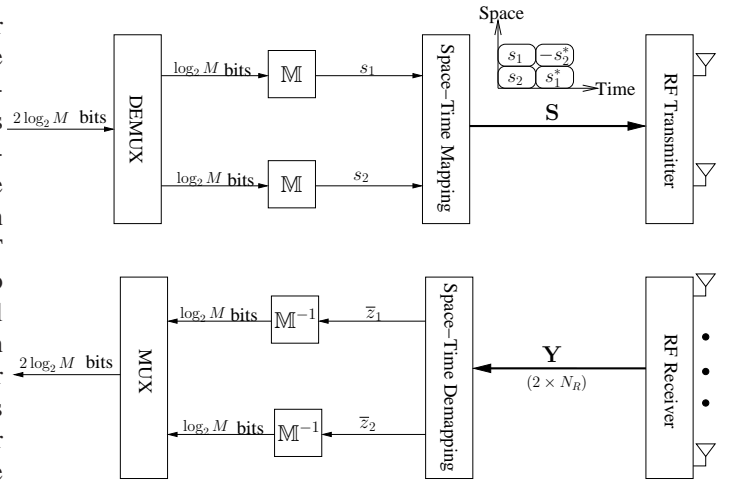 Space
log₂ M bits
𝕄
s₁
s₁
−s₂*
s₂
s₁*
Time
2 log₂ M bits
DEMUX
Space−Time Mapping
S
RF Transmitter
log₂ M bits
𝕄
s₂
log₂ M bits
𝕄⁻¹
z̅₁
2 log₂ M bits
MUX
Space−Time Demapping
Y
(2 × N_R)
RF Receiver
log₂ M bits
𝕄⁻¹
z̅₂